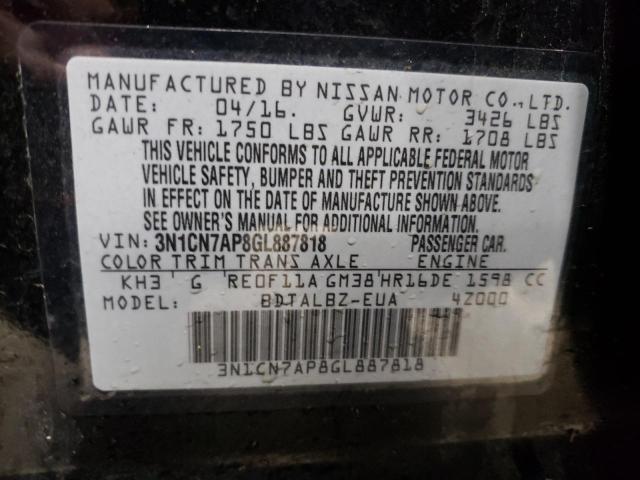 MANUFACTURED BY NISSAN MOTOR CO.,LTD.
DATE: 04/16. GVWR: 3426 LBS
GAWR FR: 1750 LBS GAWR RR: 1708 LBS
THIS VEHICLE CONFORMS TO ALL APPLICABLE FEDERAL MOTOR
VEHICLE SAFETY, BUMPER AND THEFT PREVENTION STANDARDS
IN EFFECT ON THE DATE OF MANUFACTURE SHOWN ABOVE.
SEE OWNER'S MANUAL FOR ADDITIONAL INFORMATION.
VIN: 3N1CN7AP8GL887818 PASSENGER CAR.
COLOR TRIM TRANS AXLE ENGINE
KH3 G RE0F11A GM38 HR16DE 1598 CC
MODEL: BDTALBZ-EUA 4Z000
3N1CN7AP8GL887818